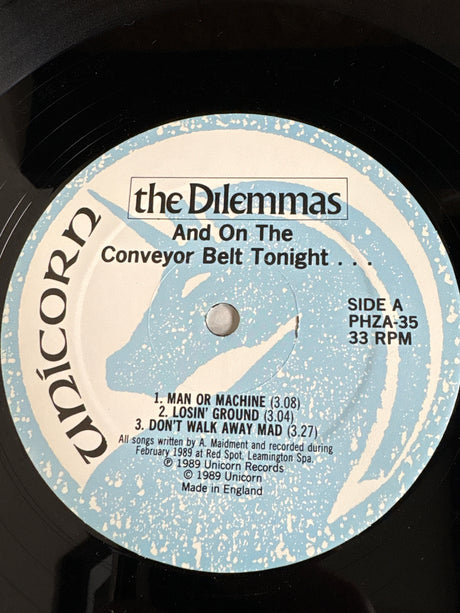 UNICORN
the Dilemmas
And On The
Conveyor Belt Tonight . . .
SIDE A
PHZA-35
33 RPM
1. MAN OR MACHINE (3.08)
2. LOSIN' GROUND (3.04)
3. DON'T WALK AWAY MAD (3.27)
All songs written by A. Maidment and recorded during
February 1989 at Red Spot, Leamington Spa.
℗ 1989 Unicorn Records
© 1989 Unicorn
Made in England